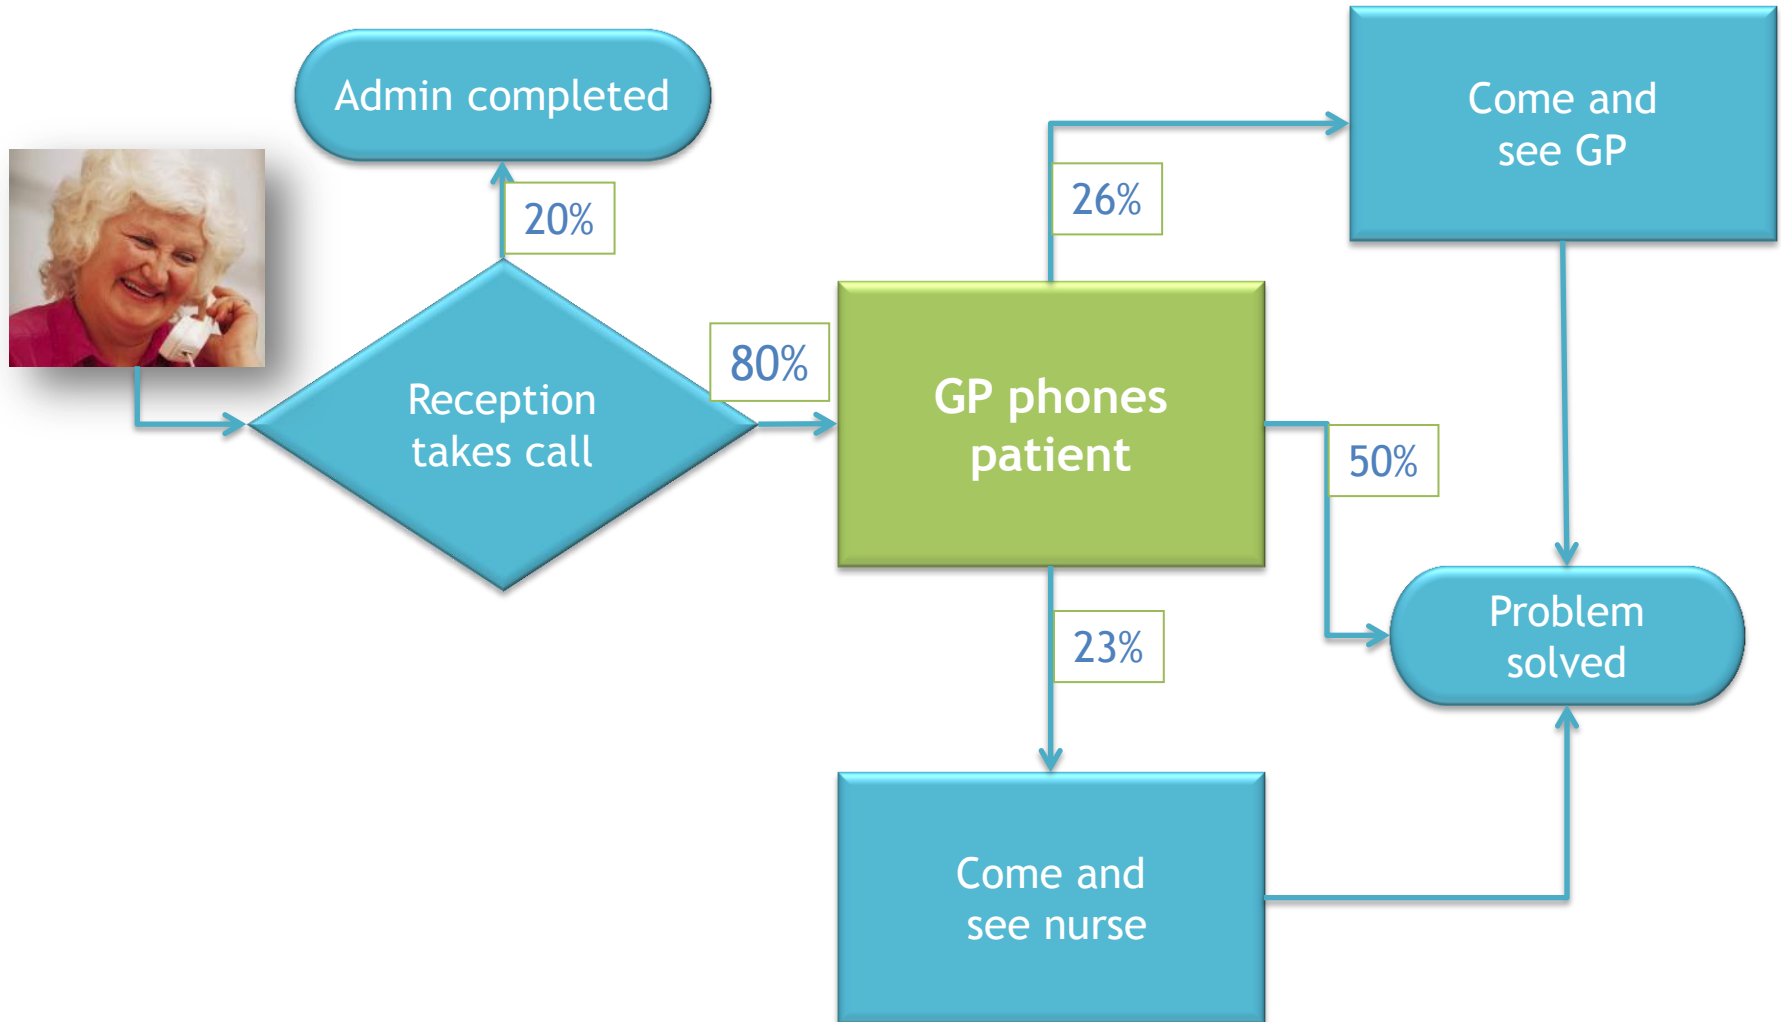 Admin completed
20%
Reception
takes call
80%
GP phones
patient
26%
Come and
see GP
50%
23%
Problem
solved
Come and
see nurse